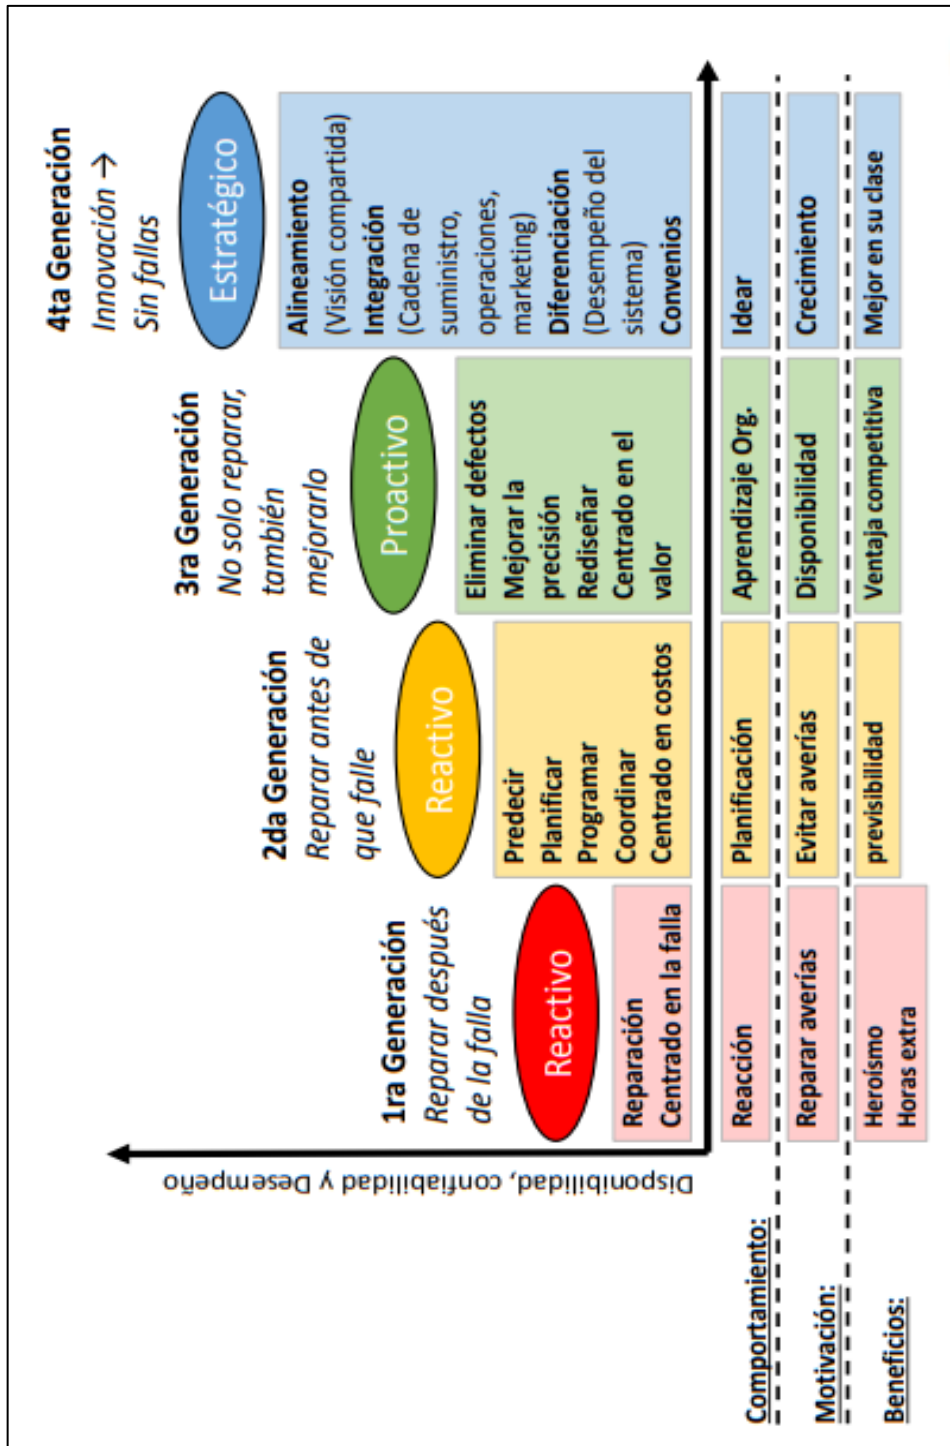 4ta Generación
Innovación →
Sin fallas
Estratégico
Alineamiento
(Visión compartida)
Integración
(Cadena de
suministro,
operaciones,
marketing)
Diferenciación
(Desempeño del
sistema)
Convenios
3ra Generación
No solo reparar,
también
mejorarlo
Proactivo
Eliminar defectos
Mejorar la
precisión
Rediseñar
Centrado en el
valor
2da Generación
Reparar antes de
que falle
Reactivo
Predecir
Planificar
Programar
Coordinar
Centrado en costos
1ra Generación
Reparar después
de la falla
Reactivo
Reparación
Centrado en la falla
Disponibilidad, confiabilidad y Desempeño
Comportamiento:
Reacción
Planificación
Aprendizaje Org.
Idear
Motivación:
Reparar averías
Evitar averías
Disponibilidad
Crecimiento
Beneficios:
Heroísmo
Horas extra
previsibilidad
Ventaja competitiva
Mejor en su clase